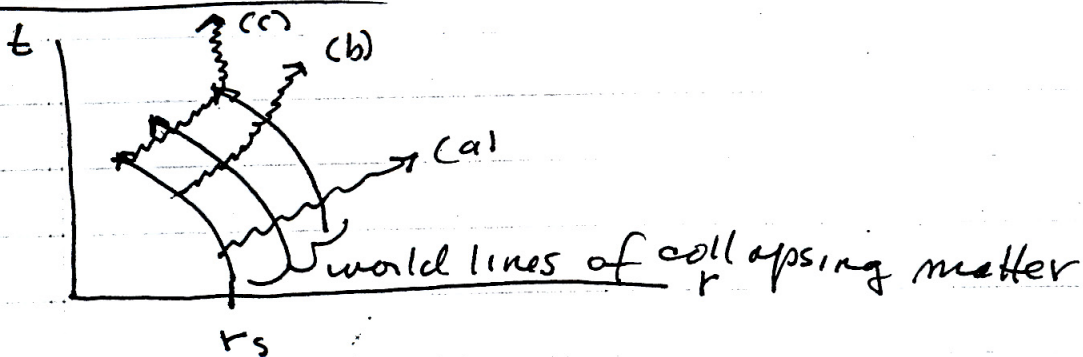 t
(c)
(b)
(a)
world lines of collapsing matter
r
rs